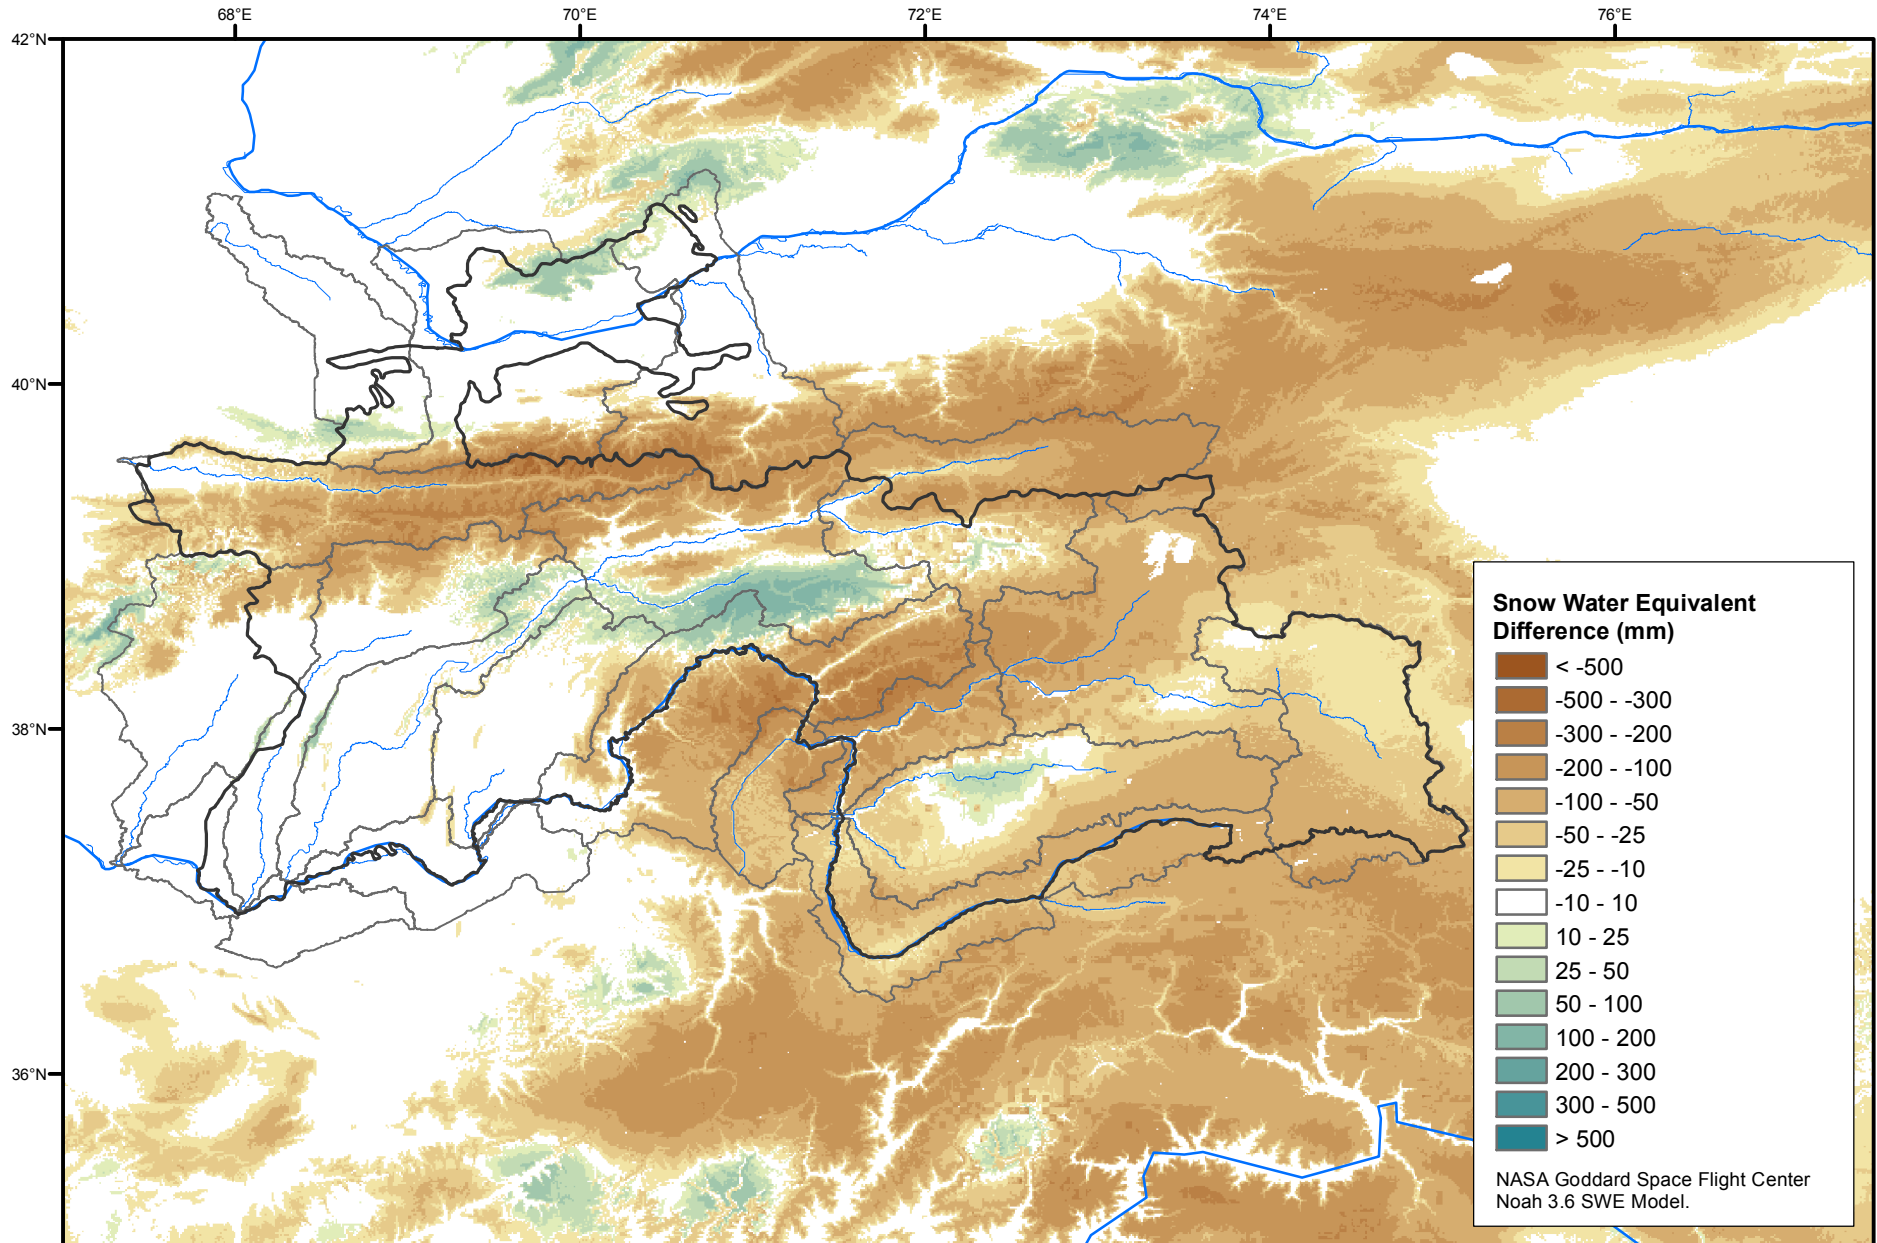 68°E 70°E 72°E 74°E 76°E
42°N
40°N
38°N
36°N
Snow Water Equivalent
Difference (mm)
< -500
-500 - -300
-300 - -200
-200 - -100
-100 - -50
-50 - -25
-25 - -10
-10 - 10
10 - 25
25 - 50
50 - 100
100 - 200
200 - 300
300 - 500
> 500
NASA Goddard Space Flight Center
Noah 3.6 SWE Model.